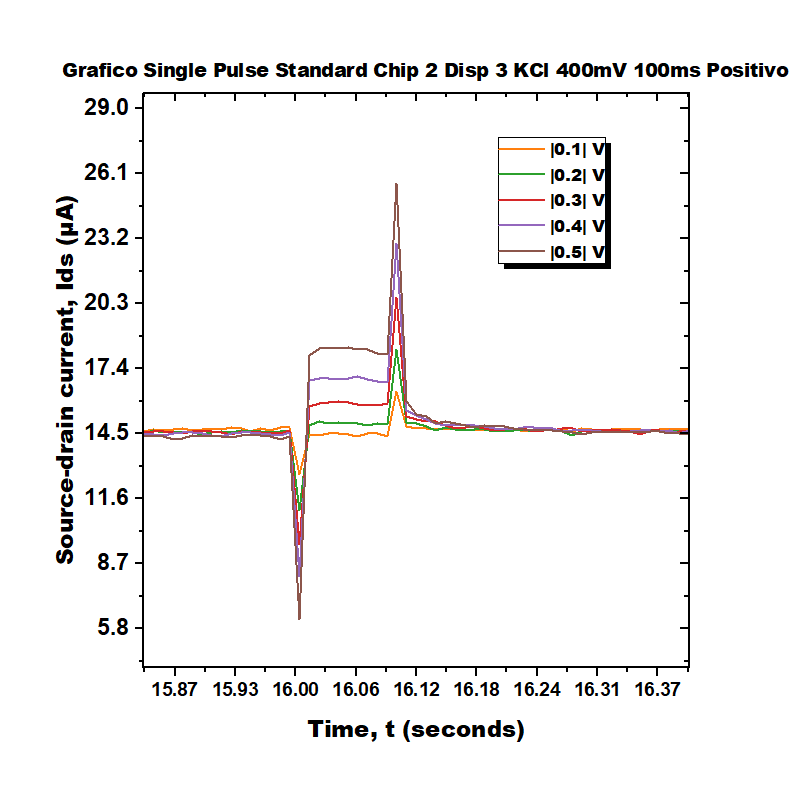 Grafico Single Pulse Standard Chip 2 Disp 3 KCl 400mV 100ms Positivo
29.0
26.1
23.2
20.3
17.4
14.5
11.6
8.7
5.8
Source-drain current, Ids (µA)
|0.1| V
|0.2| V
|0.3| V
|0.4| V
|0.5| V
15.87 15.93 16.00 16.06 16.12 16.18 16.24 16.31 16.37
Time, t (seconds)